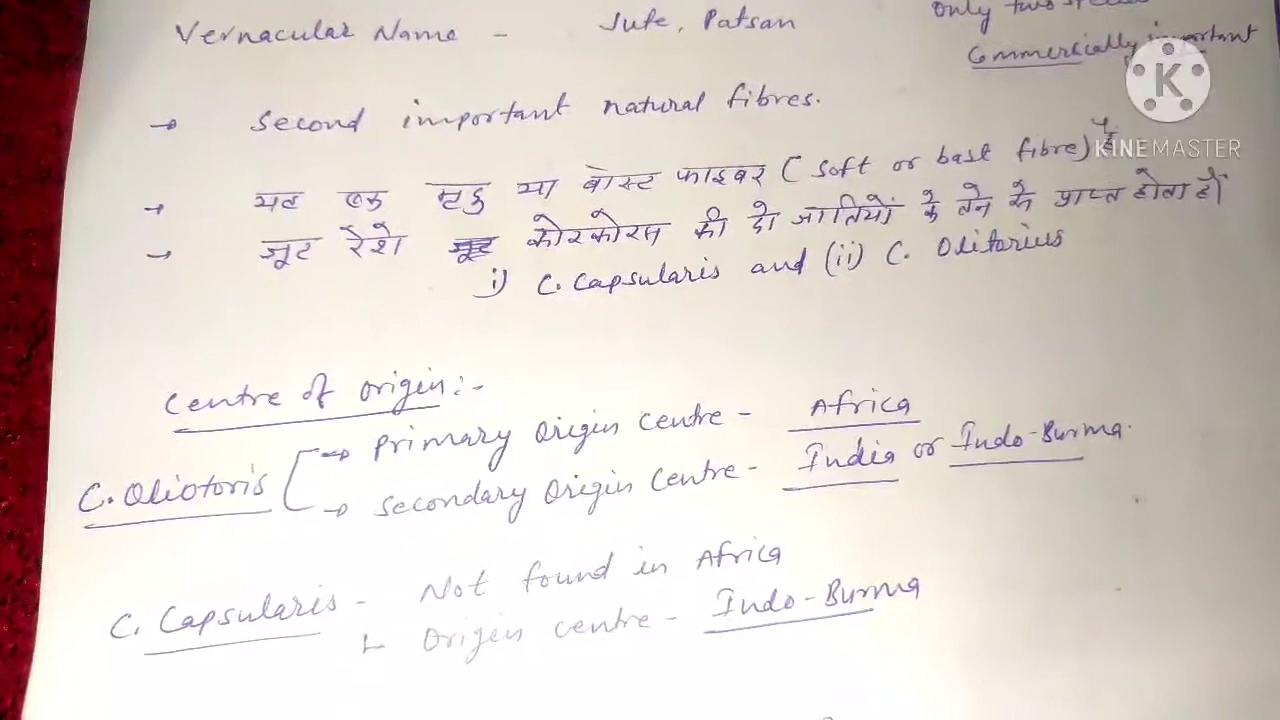 Only two
Vernacular Name - Jute, Patsan
Commercially important
→ Second important natural fibres.
→ यह एक मृदु या बास्ट फाइबर ( Soft or bast fibre) है
→ जूट रेशे कोरकोरस की दो जातियों के तने से प्राप्त होता है।
i) C. Capsularis and (ii) C. Olitorius
Centre of origin:-
→ Primary Origin centre - Africa
C. Oliotoris
→ Secondary Origin Centre - India or Indo-Burma.
C. Capsularis - Not found in Africa
Origin centre - Indo-Burma
K
KINEMASTER